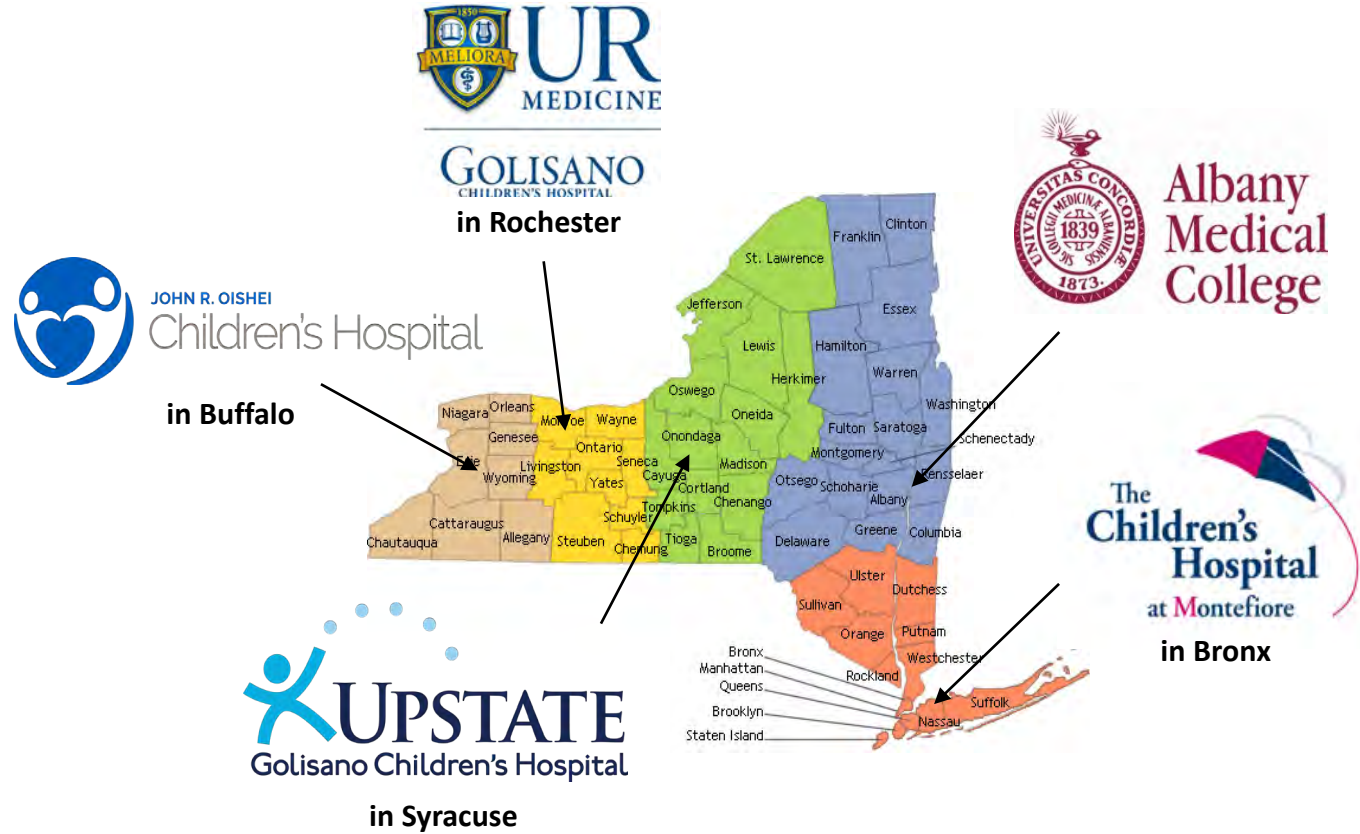 1850
MELIORA
UR
MEDICINE
GOLISANO
CHILDREN'S HOSPITAL
in Rochester
UNIVERSITAS CONCORDIÆ
SIG. COLLEGII MEDICINÆ ALBANIENSIS
1839
1873.
Albany
Medical
College
JOHN R. OISHEI
Children's Hospital
in Buffalo
Franklin
Clinton
St. Lawrence
Jefferson
Essex
Lewis
Hamilton
Herkimer
Warren
Oswego
Washington
Niagara
Orleans
Monroe
Wayne
Oneida
Fulton
Saratoga
Genesee
Onondaga
Schenectady
Ontario
Montgomery
Erie
Livingston
Seneca
Madison
Rensselaer
Wyoming
Yates
Cayuga
Cortland
Otsego
Schoharie
Albany
Chenango
Tompkins
Schuyler
Cattaraugus
Greene
Columbia
Chautauqua
Allegany
Steuben
Chemung
Tioga
Broome
Delaware
Ulster
Dutchess
Sullivan
Orange
Putnam
Westchester
Rockland
Bronx
Manhattan
Queens
Brooklyn
Staten Island
Suffolk
Nassau
The
Children's
Hospital
at Montefiore
in Bronx
UPSTATE
Golisano Children's Hospital
in Syracuse